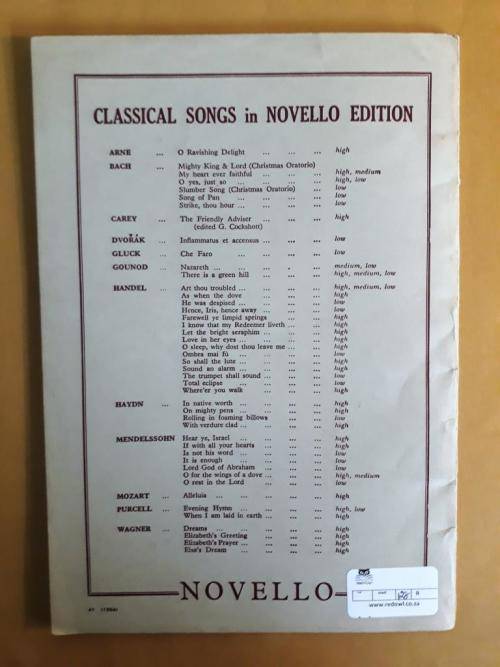 CLASSICAL SONGS in NOVELLO EDITION
ARNE ... O Ravishing Delight ... ... ... high
BACH ... Mighty King & Lord (Christmas Oratorio)
My heart ever faithful ... ... ... high, medium
O yes, just so ... ... ... ... high, low
Slumber Song (Christmas Oratorio) ... low
Song of Pan ... ... ... ... low
Strike, thou hour ... ... ... ... low
CAREY ... The Friendly Adviser ... ... ... high
(edited G. Cockshott)
DVOŘÁK ... Inflammatus et accensus ... ... ... low
GLUCK ... Che Faro ... ... ... ... low
GOUNOD ... Nazareth ... ... ... . ... medium, low
There is a green hill ... ... ... high, medium, low
HANDEL ... Art thou troubled ... ... ... ... high, medium, low
As when the dove ... ... ... high
He was despised ... ... ... ... low
Hence, Iris, hence away ... ... ... low
Farewell ye limpid springs ... ... high
I know that my Redeemer liveth ... ... high
Let the bright seraphim ... ... ... high
Love in her eyes ... ... ... ... high
O sleep, why dost thou leave me ... ... high
Ombra mai fù ... ... ... ... low
So shall the lute ... ... ... ... high
Sound an alarm ... ... ... ... high
The trumpet shall sound ... ... ... low
Total eclipse ... ... ... ... low
Where'er you walk ... ... ... high
HAYDN ... In native worth ... ... ... ... high
On mighty pens ... ... ... ... high
Rolling in foaming billows ... ... low
With verdure clad ... ... ... ... high
MENDELSSOHN Hear ye, Israel ... ... ... ... high
If with all your hearts ... ... ... high
Is not his word ... ... ... ... low
It is enough ... ... ... ... low
Lord God of Abraham ... ... ... low
O for the wings of a dove ... ... ... high, medium
O rest in the Lord ... ... ... low
MOZART ... Alleluia ... ... ... ... high
PURCELL ... Evening Hymn ... ... ... ... high, low
When I am laid in earth ... ... ... high
WAGNER ... Dreams ... ... ... ... ... high
Elizabeth's Greeting ... ... ... high
Elizabeth's Prayer ... ... ... ... high
Elsa's Dream ... ... ... ... high
NOVELLO
www.redowl.co.za